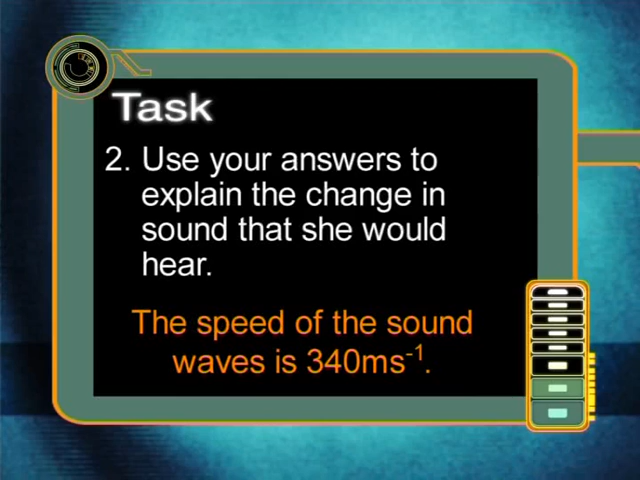 Task
2. Use your answers to
explain the change in
sound that she would
hear.
The speed of the sound
waves is 340ms⁻¹.